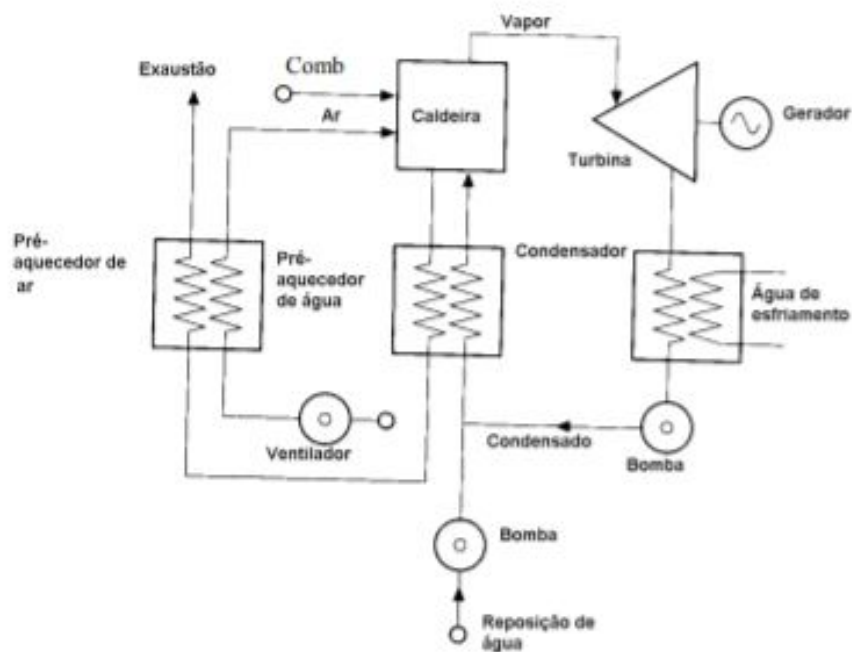 Vapor
Exaustão
Comb
Ar
Caldeira
Gerador
Turbina
Pré-
aquecedor de
ar
Pré-
aquecedor
de água
Condensador
Água de
esfriamento
Ventilador
Condensado
Bomba
Bomba
Reposição de
água